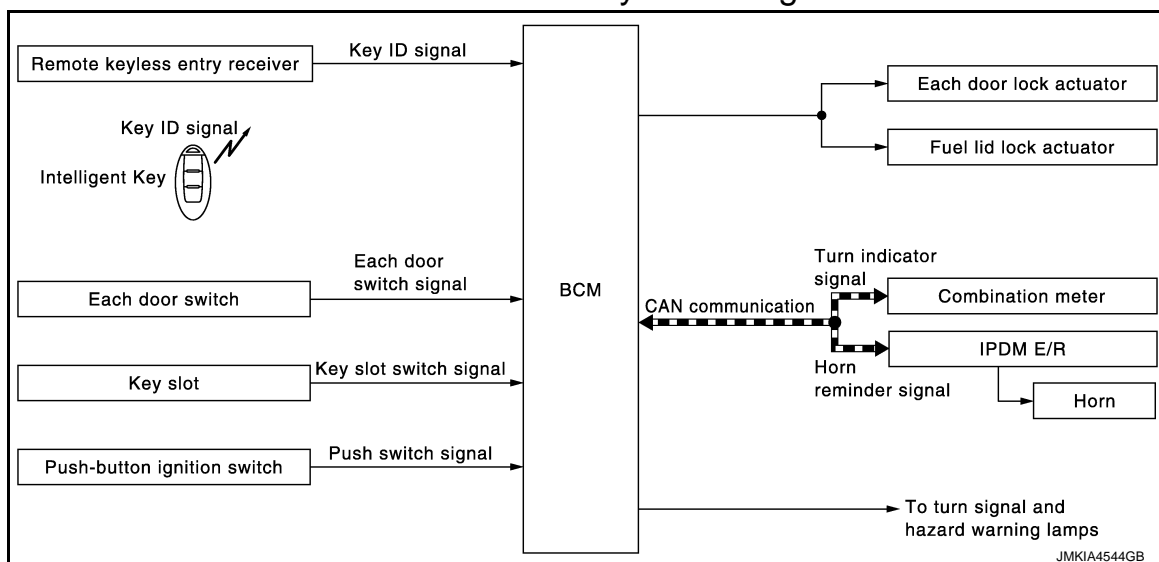 Remote keyless entry receiver
Key ID signal
Key ID signal
Intelligent Key
Each door
switch signal
Each door switch
Key slot switch signal
Key slot
Push switch signal
Push-button ignition switch
BCM
Each door lock actuator
Fuel lid lock actuator
Turn indicator
signal
CAN communication
Combination meter
IPDM E/R
Horn
reminder signal
Horn
To turn signal and
hazard warning lamps
JMKIA4544GB